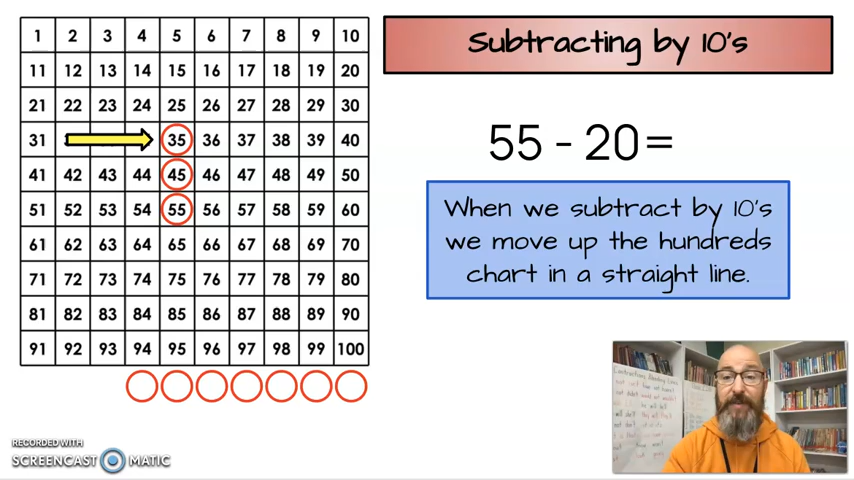 Subtracting by 10's
1 2 3 4 5 6 7 8 9 10
11 12 13 14 15 16 17 18 19 20
21 22 23 24 25 26 27 28 29 30
31 35 36 37 38 39 40
41 42 43 44 45 46 47 48 49 50
51 52 53 54 55 56 57 58 59 60
61 62 63 64 65 66 67 68 69 70
71 72 73 74 75 76 77 78 79 80
81 82 83 84 85 86 87 88 89 90
91 92 93 94 95 96 97 98 99 100
55 - 20 =
When we subtract by 10's
we move up the hundreds
chart in a straight line.
RECORDED WITH
SCREENCAST MATIC